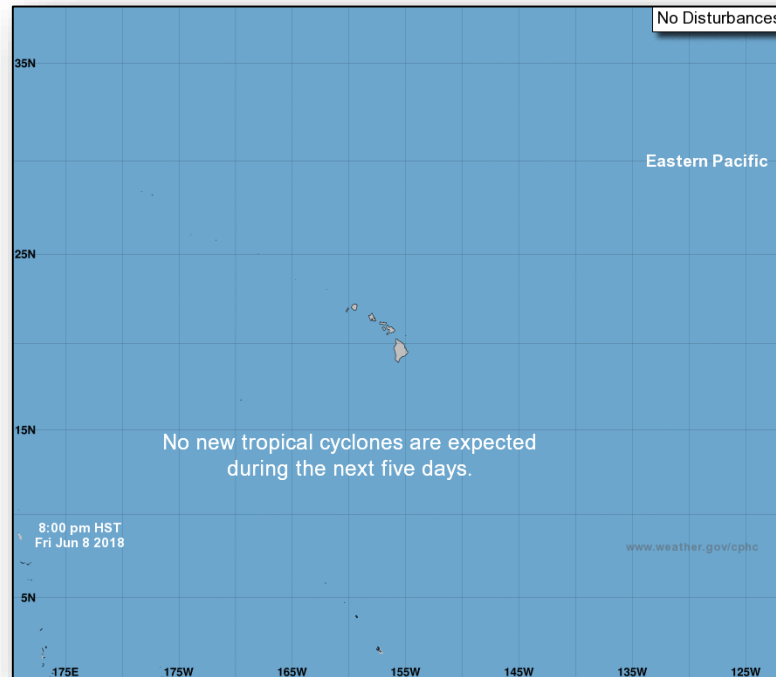 No Disturbances
35N
Eastern Pacific
25N
15N
No new tropical cyclones are expected
during the next five days.
8:00 pm HST
Fri Jun 8 2018
www.weather.gov/cphc
5N
175E 175W 165W 155W 145W 135W 125W